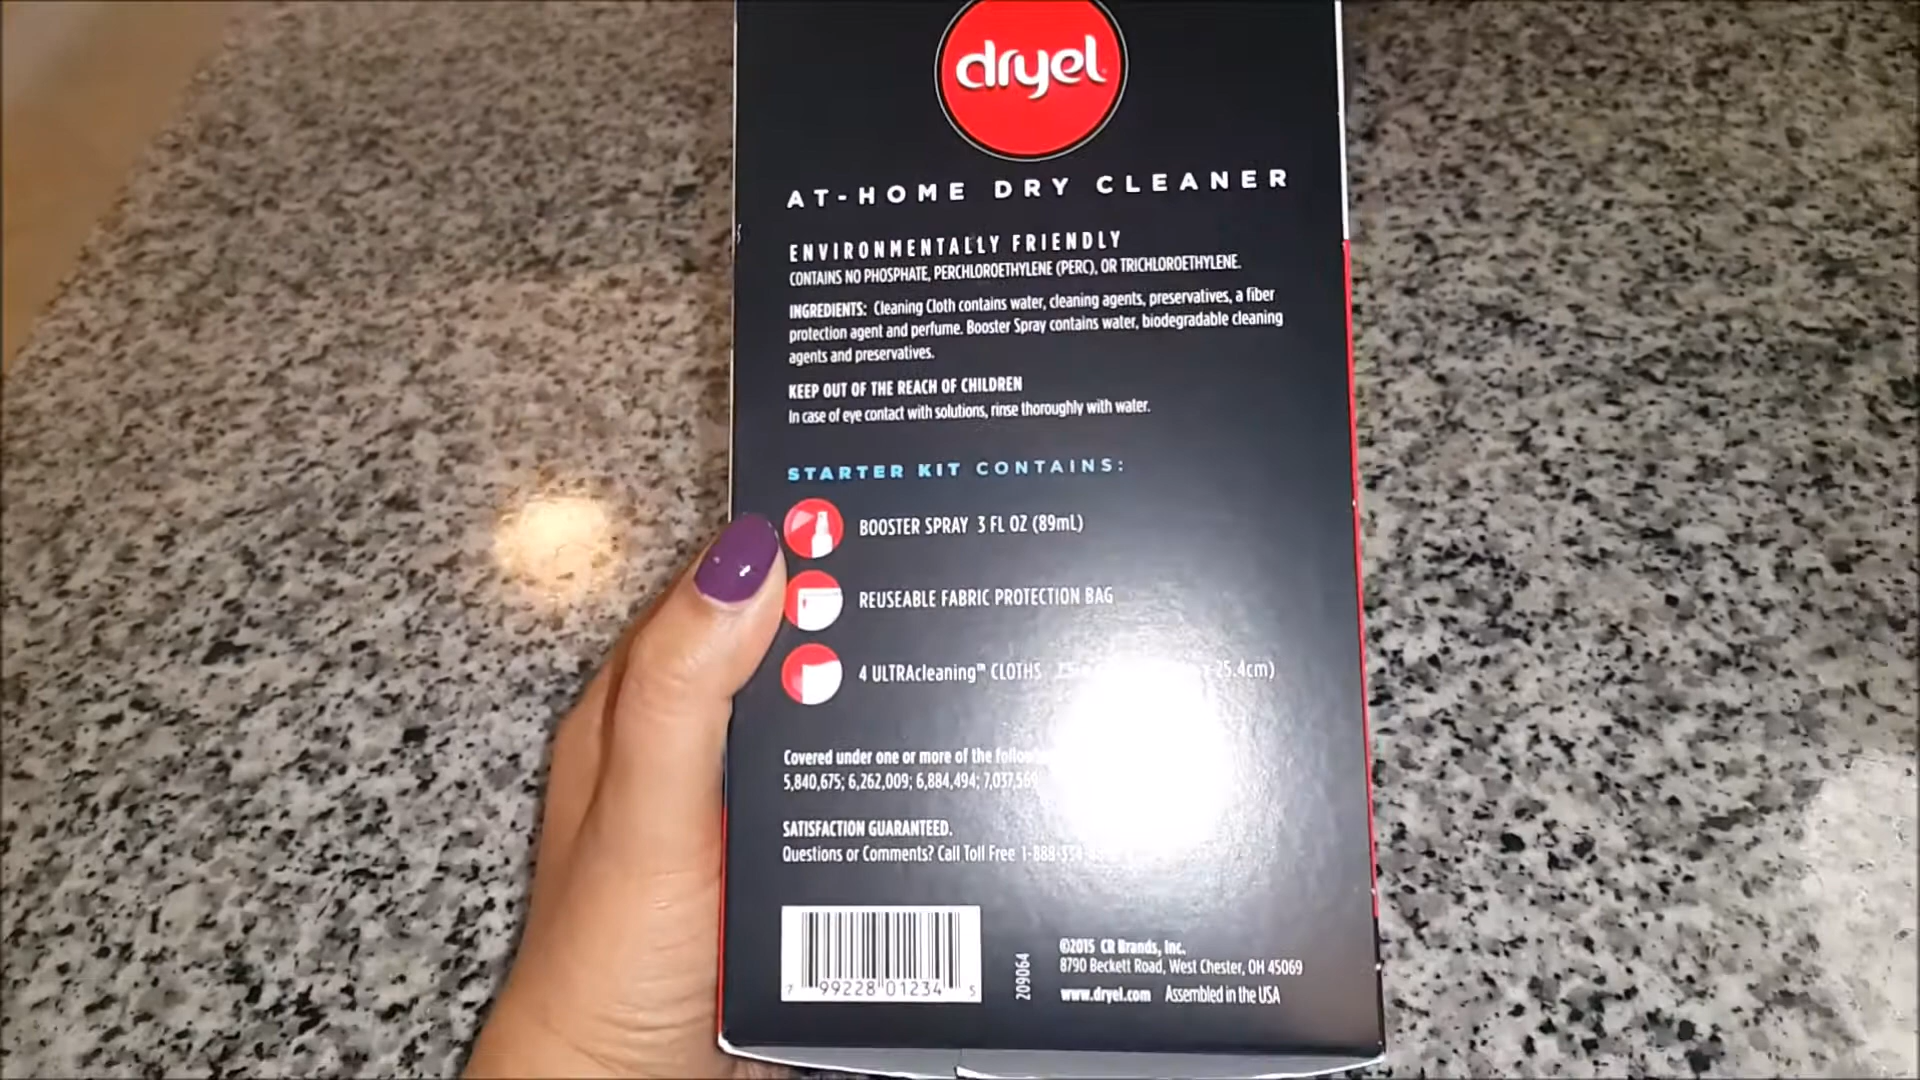 dryel
AT-HOME DRY CLEANER
ENVIRONMENTALLY FRIENDLY
CONTAINS NO PHOSPHATE, PERCHLOROETHYLENE (PERC), OR TRICHLOROETHYLENE.
INGREDIENTS: Cleaning Cloth contains water, cleaning agents, preservatives, a fiber
protection agent and perfume. Booster Spray contains water, biodegradable cleaning
agents and preservatives.
KEEP OUT OF THE REACH OF CHILDREN
In case of eye contact with solutions, rinse thoroughly with water.
STARTER KIT CONTAINS:
BOOSTER SPRAY 3 FL OZ (89mL)
REUSEABLE FABRIC PROTECTION BAG
4 ULTRAcleaning™ CLOTHS 25.4cm)
Covered under one or more of the
5,840,675; 6,262,009; 6,884,494; 7,037,569
SATISFACTION GUARANTEED.
Questions or Comments? Call Toll Free 1-888-
7 99228 01234 5
209064
©2015 CR Brands, Inc.
8790 Beckett Road, West Chester, OH 45069
www.dryel.com Assembled in the USA